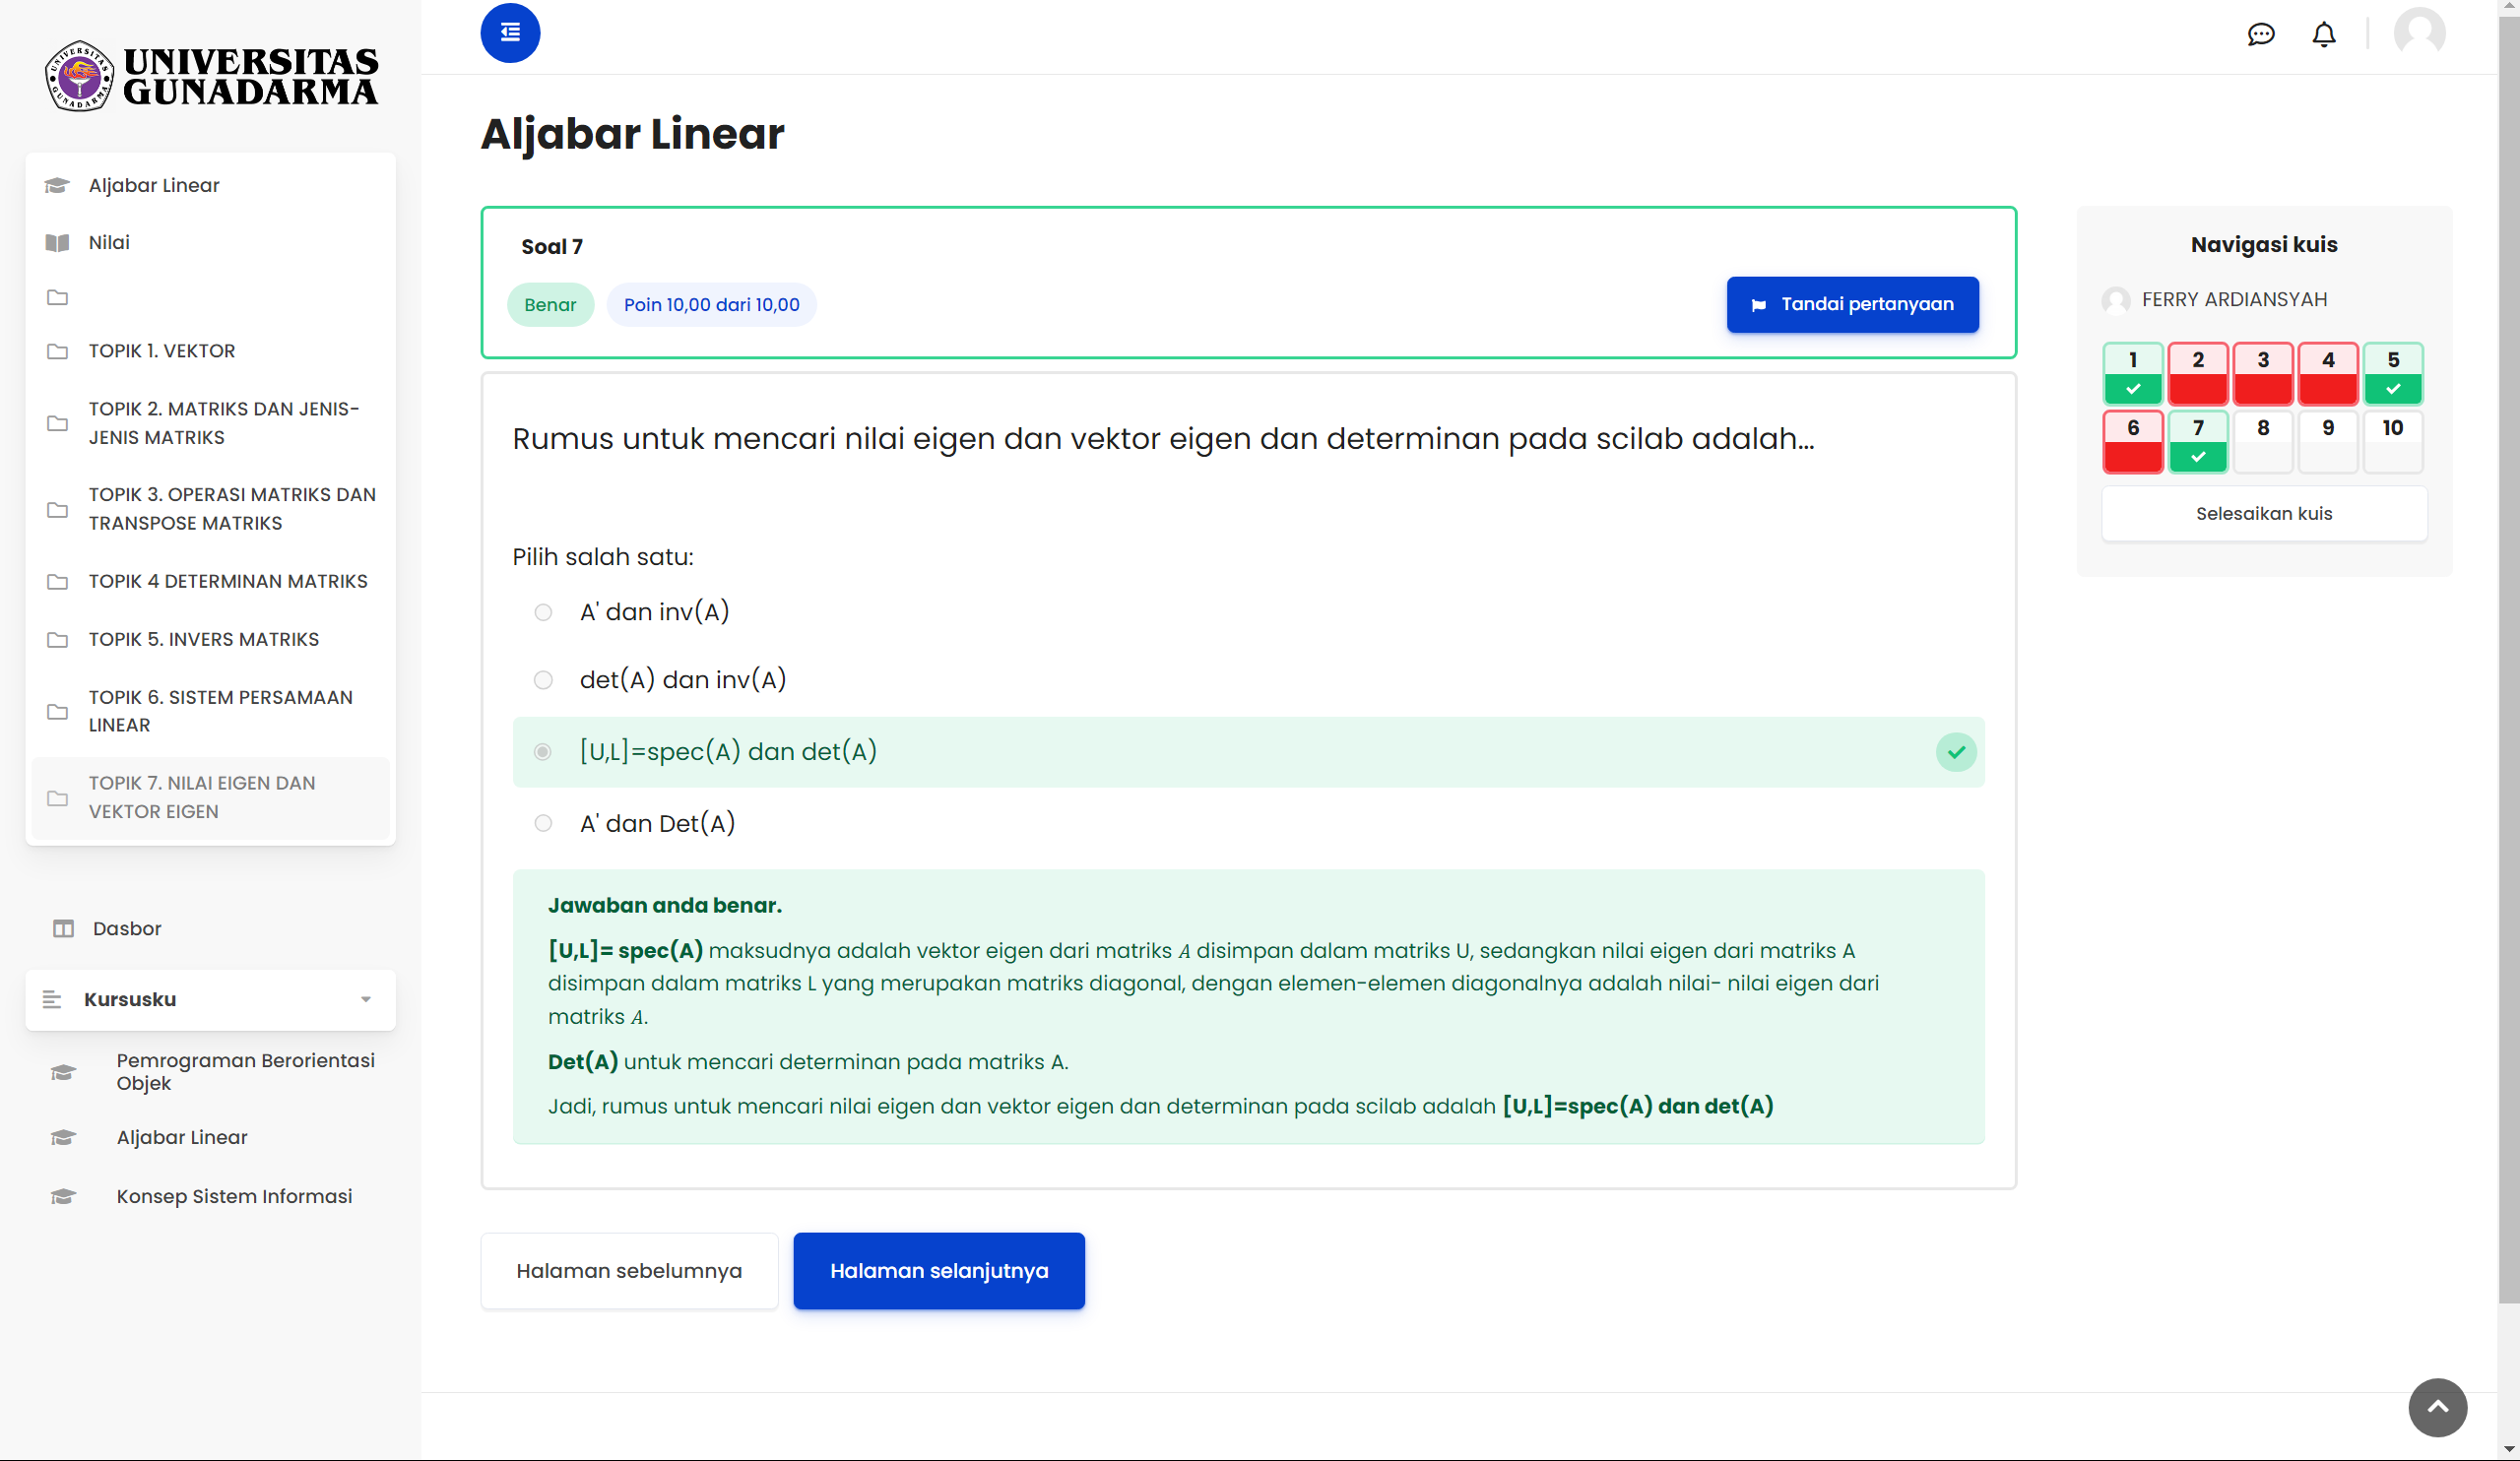 UNIVERSITAS
GUNADARMA
Aljabar Linear
Nilai
TOPIK 1. VEKTOR
TOPIK 2. MATRIKS DAN JENIS-
JENIS MATRIKS
TOPIK 3. OPERASI MATRIKS DAN
TRANSPOSE MATRIKS
TOPIK 4 DETERMINAN MATRIKS
TOPIK 5. INVERS MATRIKS
TOPIK 6. SISTEM PERSAMAAN
LINEAR
TOPIK 7. NILAI EIGEN DAN
VEKTOR EIGEN
Dasbor
Kursusku
Pemrograman Berorientasi
Objek
Aljabar Linear
Konsep Sistem Informasi
Aljabar Linear
Soal 7
Benar
Poin 10,00 dari 10,00
Tandai pertanyaan
Rumus untuk mencari nilai eigen dan vektor eigen dan determinan pada scilab adalah...
Pilih salah satu:
A' dan inv(A)
det(A) dan inv(A)
[U,L]=spec(A) dan det(A)
A' dan Det(A)
Jawaban anda benar.
[U,L]= spec(A) maksudnya adalah vektor eigen dari matriks A disimpan dalam matriks U, sedangkan nilai eigen dari matriks A
disimpan dalam matriks L yang merupakan matriks diagonal, dengan elemen-elemen diagonalnya adalah nilai- nilai eigen dari
matriks A.
Det(A) untuk mencari determinan pada matriks A.
Jadi, rumus untuk mencari nilai eigen dan vektor eigen dan determinan pada scilab adalah [U,L]=spec(A) dan det(A)
Halaman sebelumnya
Halaman selanjutnya
Navigasi kuis
FERRY ARDIANSYAH
1 2 3 4 5
6 7 8 9 10
Selesaikan kuis